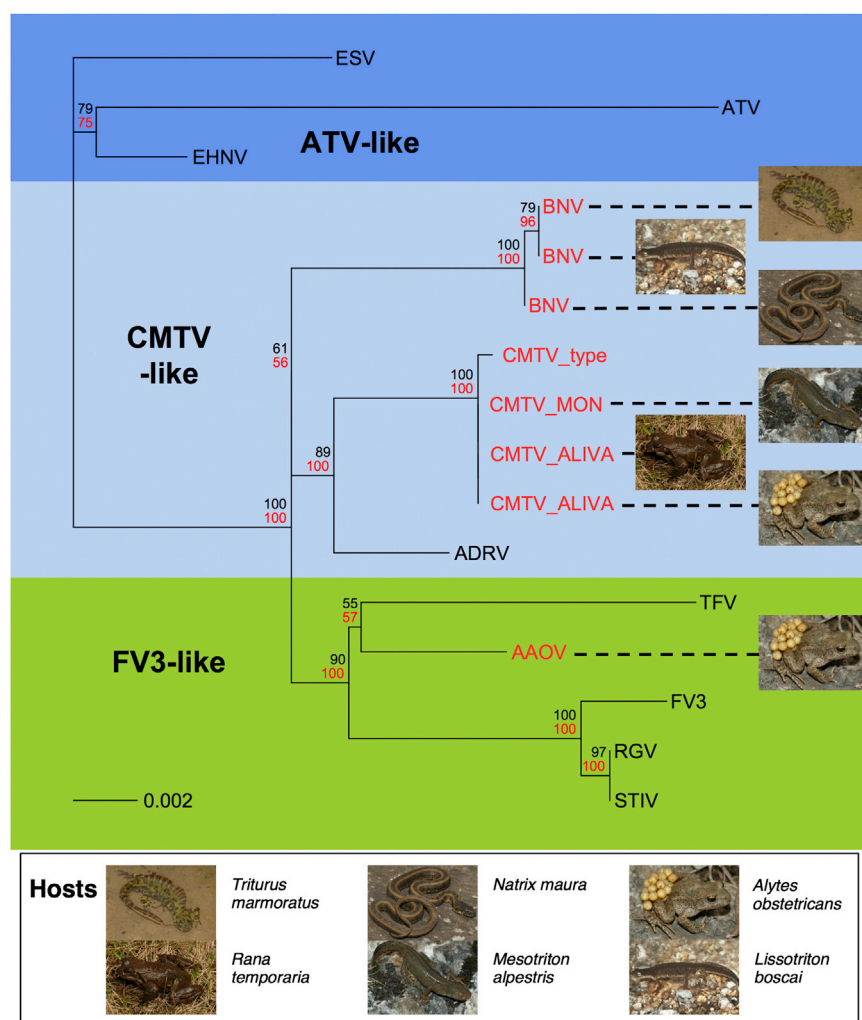 ESV
79
75
ATV
ATV-like
EHNV
79
96
BNV
100
100
BNV
BNV
CMTV
-like
61
56
CMTV_type
100
100
CMTV_MON
89
100
CMTV_ALIVA
CMTV_ALIVA
100
100
ADRV
55
57
TFV
FV3-like
90
100
AAOV
FV3
100
100
97
100
RGV
STIV
0.002
Hosts
Triturus
marmoratus
Natrix maura
Alytes
obstetricans
Rana
temporaria
Mesotriton
alpestris
Lissotriton
boscai